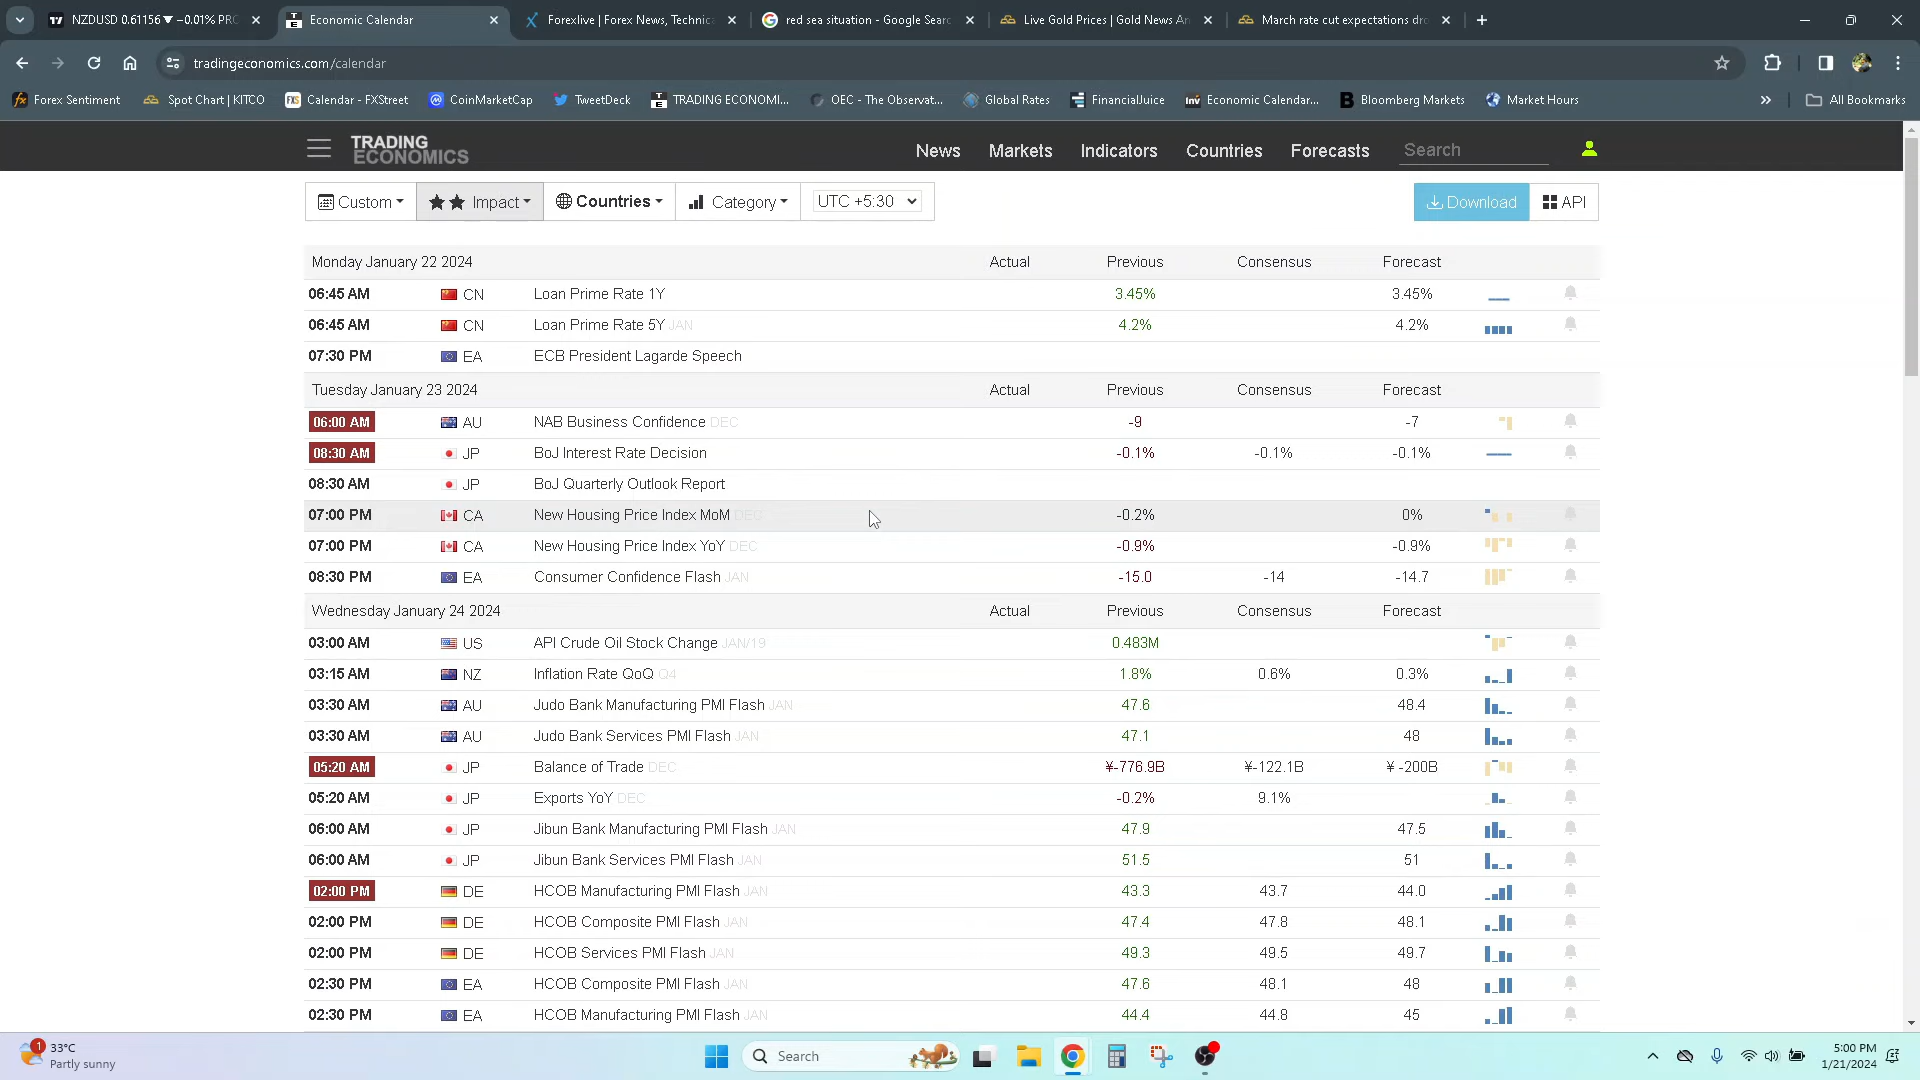 NZDUSD 0.61156 ▼ −0.01% PRO
Economic Calendar
Forexlive | Forex News, Technica
red sea situation - Google Searc
Live Gold Prices | Gold News An
March rate cut expectations dro
tradingeconomics.com/calendar
Forex Sentiment
Spot Chart | KITCO
Calendar - FXStreet
CoinMarketCap
TweetDeck
TRADING ECONOMI...
OEC - The Observat...
Global Rates
FinancialJuice
Economic Calendar...
Bloomberg Markets
Market Hours
All Bookmarks
TRADING
ECONOMICS
News Markets Indicators Countries Forecasts Search
Custom Impact Countries Category UTC +5:30 Download API
Monday January 22 2024 Actual Previous Consensus Forecast
06:45 AM CN Loan Prime Rate 1Y 3.45% 3.45%
06:45 AM CN Loan Prime Rate 5Y JAN 4.2% 4.2%
07:30 PM EA ECB President Lagarde Speech
Tuesday January 23 2024 Actual Previous Consensus Forecast
06:00 AM AU NAB Business Confidence DEC -9 -7
08:30 AM JP BoJ Interest Rate Decision -0.1% -0.1% -0.1%
08:30 AM JP BoJ Quarterly Outlook Report
07:00 PM CA New Housing Price Index MoM DEC -0.2% 0%
07:00 PM CA New Housing Price Index YoY DEC -0.9% -0.9%
08:30 PM EA Consumer Confidence Flash JAN -15.0 -14 -14.7
Wednesday January 24 2024 Actual Previous Consensus Forecast
03:00 AM US API Crude Oil Stock Change JAN/19 0.483M
03:15 AM NZ Inflation Rate QoQ Q4 1.8% 0.6% 0.3%
03:30 AM AU Judo Bank Manufacturing PMI Flash JAN 47.6 48.4
03:30 AM AU Judo Bank Services PMI Flash JAN 47.1 48
05:20 AM JP Balance of Trade DEC ¥-776.9B ¥-122.1B ¥ -200B
05:20 AM JP Exports YoY DEC -0.2% 9.1%
06:00 AM JP Jibun Bank Manufacturing PMI Flash JAN 47.9 47.5
06:00 AM JP Jibun Bank Services PMI Flash JAN 51.5 51
02:00 PM DE HCOB Manufacturing PMI Flash JAN 43.3 43.7 44.0
02:00 PM DE HCOB Composite PMI Flash JAN 47.4 47.8 48.1
02:00 PM DE HCOB Services PMI Flash JAN 49.3 49.5 49.7
02:30 PM EA HCOB Composite PMI Flash JAN 47.6 48.1 48
02:30 PM EA HCOB Manufacturing PMI Flash JAN 44.4 44.8 45
1
33°C
Partly sunny
Search
5:00 PM
1/21/2024